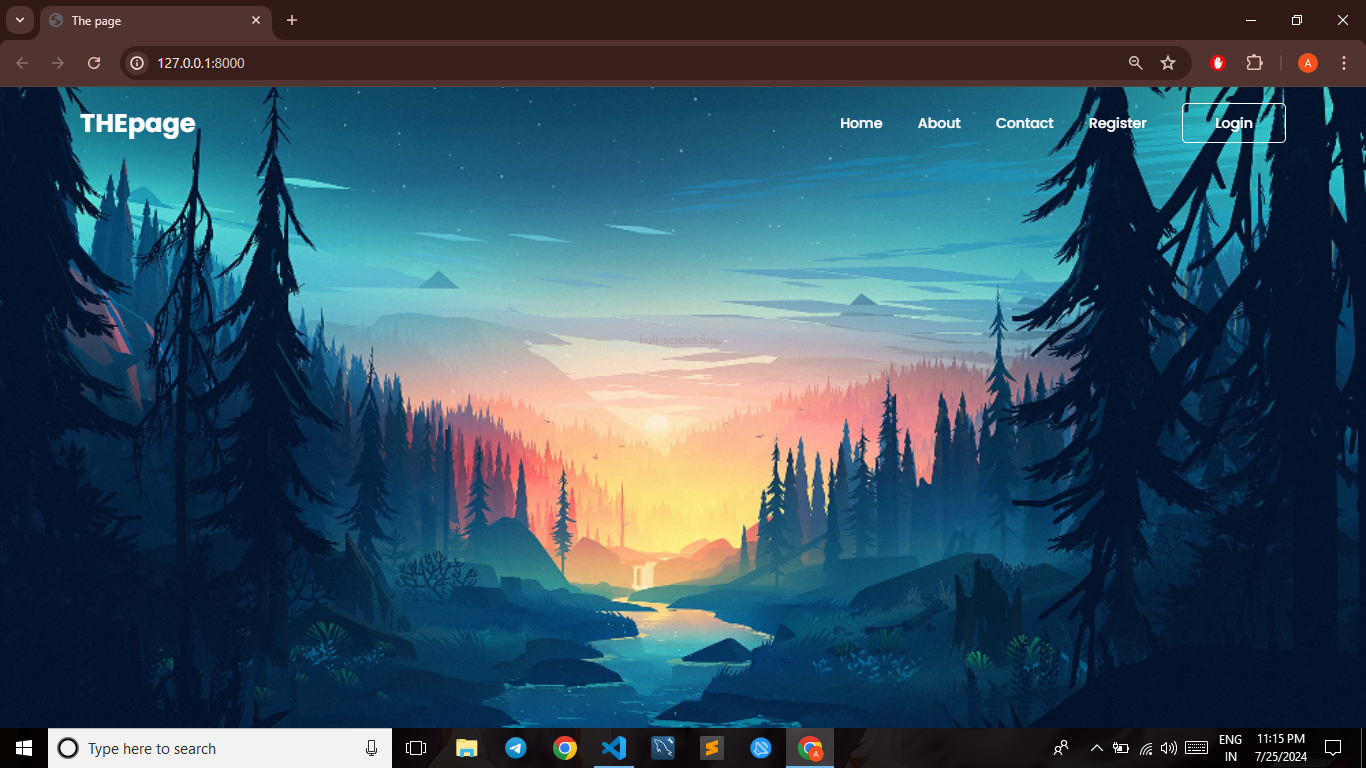 The page
127.0.0.1:8000
A
THEpage
Home About Contact Register Login
Full-screen Snip
Type here to search
A
ENG
IN
11:15 PM
7/25/2024